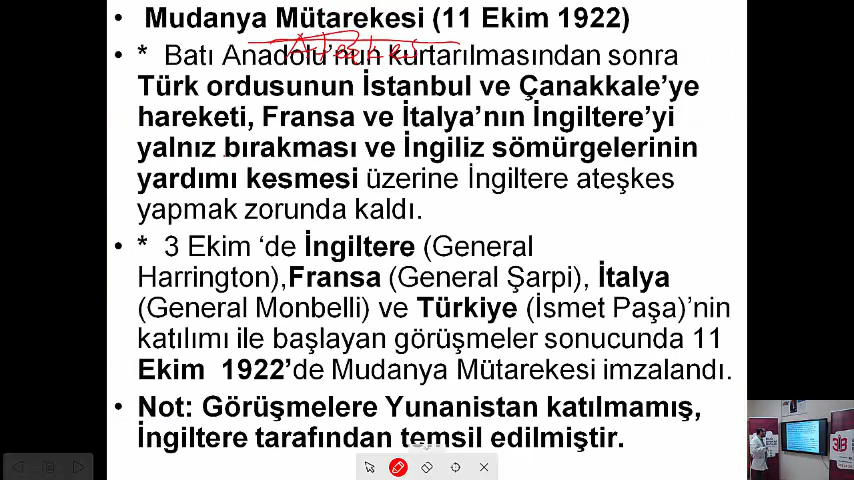 • Mudanya Mütarekesi (11 Ekim 1922)
Ateşkes
• * Batı Anadolu’nun kurtarılmasından sonra
Türk ordusunun İstanbul ve Çanakkale’ye
hareketi, Fransa ve İtalya’nın İngiltere’yi
yalnız bırakması ve İngiliz sömürgelerinin
yardımı kesmesi üzerine İngiltere ateşkes
yapmak zorunda kaldı.
• * 3 Ekim ‘de İngiltere (General
Harrington),Fransa (General Şarpi), İtalya
(General Monbelli) ve Türkiye (İsmet Paşa)’nin
katılımı ile başlayan görüşmeler sonucunda 11
Ekim 1922’de Mudanya Mütarekesi imzalandı.
• Not: Görüşmelere Yunanistan katılmamış,
İngiltere tarafından temsil edilmiştir.